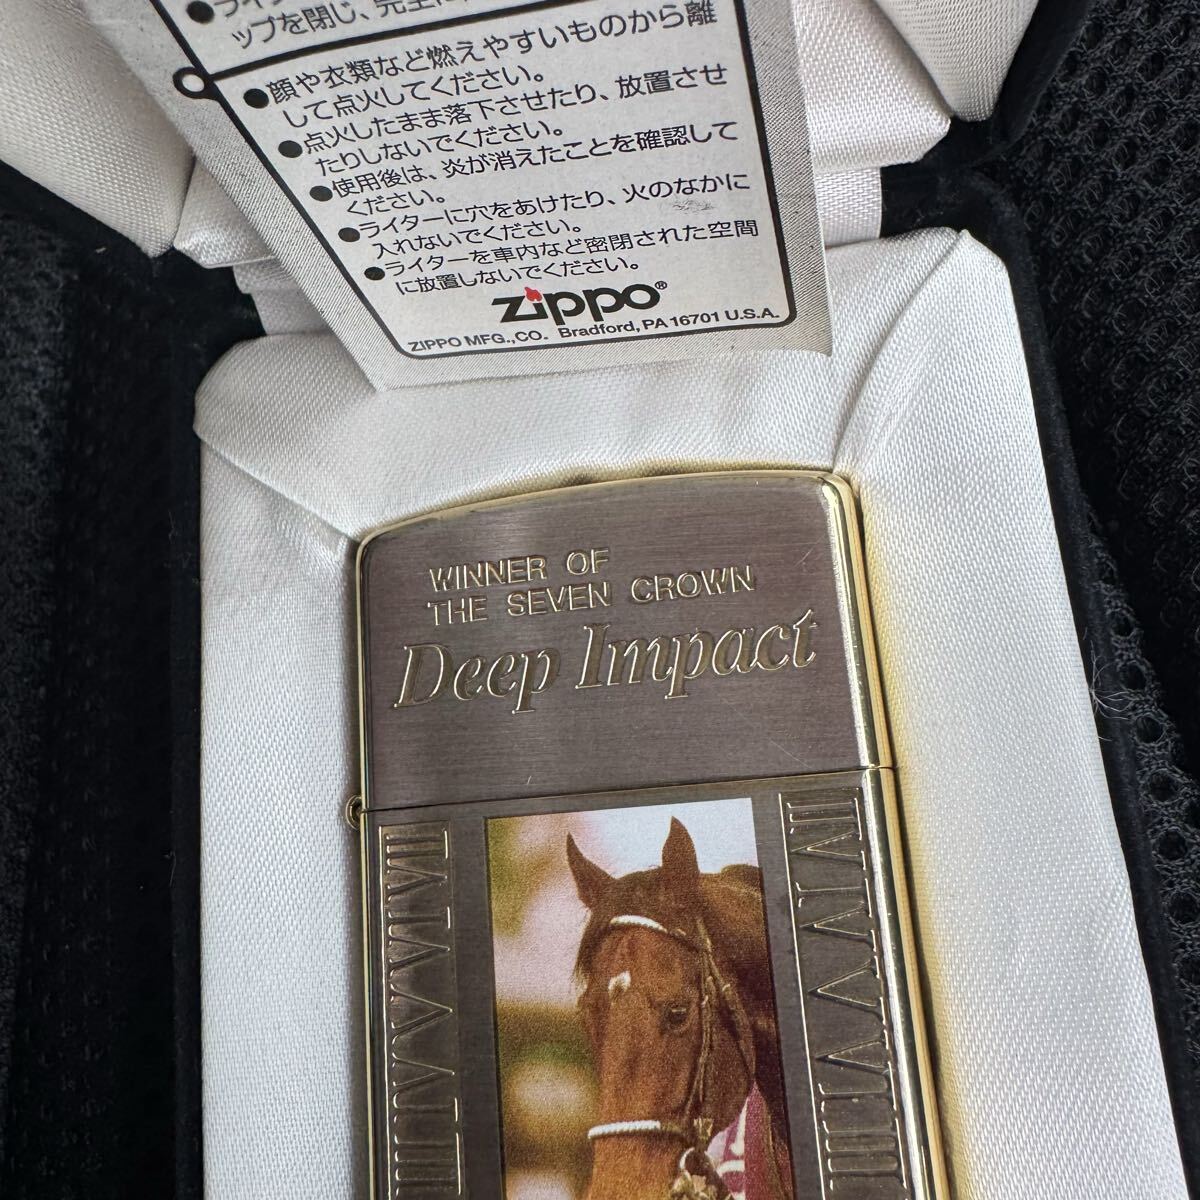 ップを閉じ、完全に
●顔や衣類など燃えやすいものから離
して点火してください。
●点火したまま落下させたり、放置させ
たりしないでください。
●使用後は、炎が消えたことを確認して
ください。
●ライターに穴をあけたり、火のなかに
入れないでください。
●ライターを車内など密閉された空間
に放置しないでください。
Zippo®
ZIPPO MFG.,CO. Bradford, PA 16701 U.S.A.
WINNER OF
THE SEVEN CROWN
Deep Impact